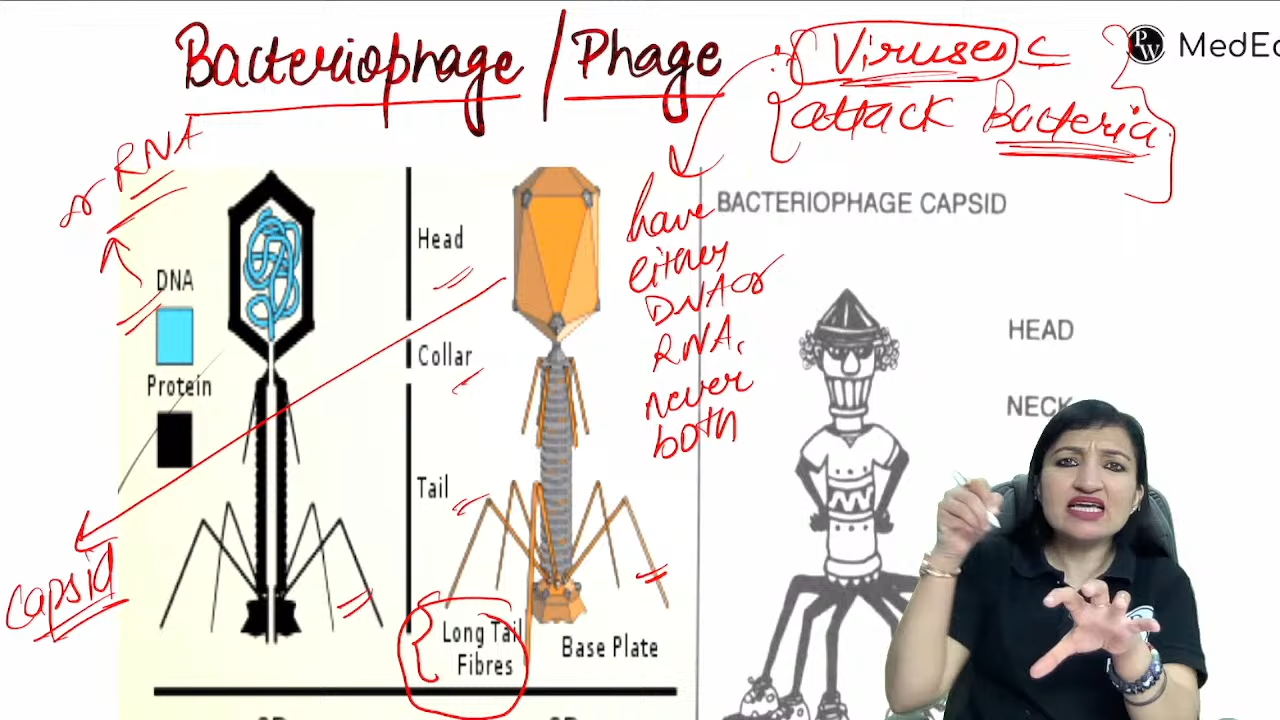 Bacteriophage / Phage
Viruses
attack Bacteria
PW MedEd
or RNA
have
either
DNA or
RNA,
never
both
BACTERIOPHAGE CAPSID
DNA
Protein
Head
Collar
Tail
Long Tail
Fibres
Base Plate
capsid
HEAD
NECK